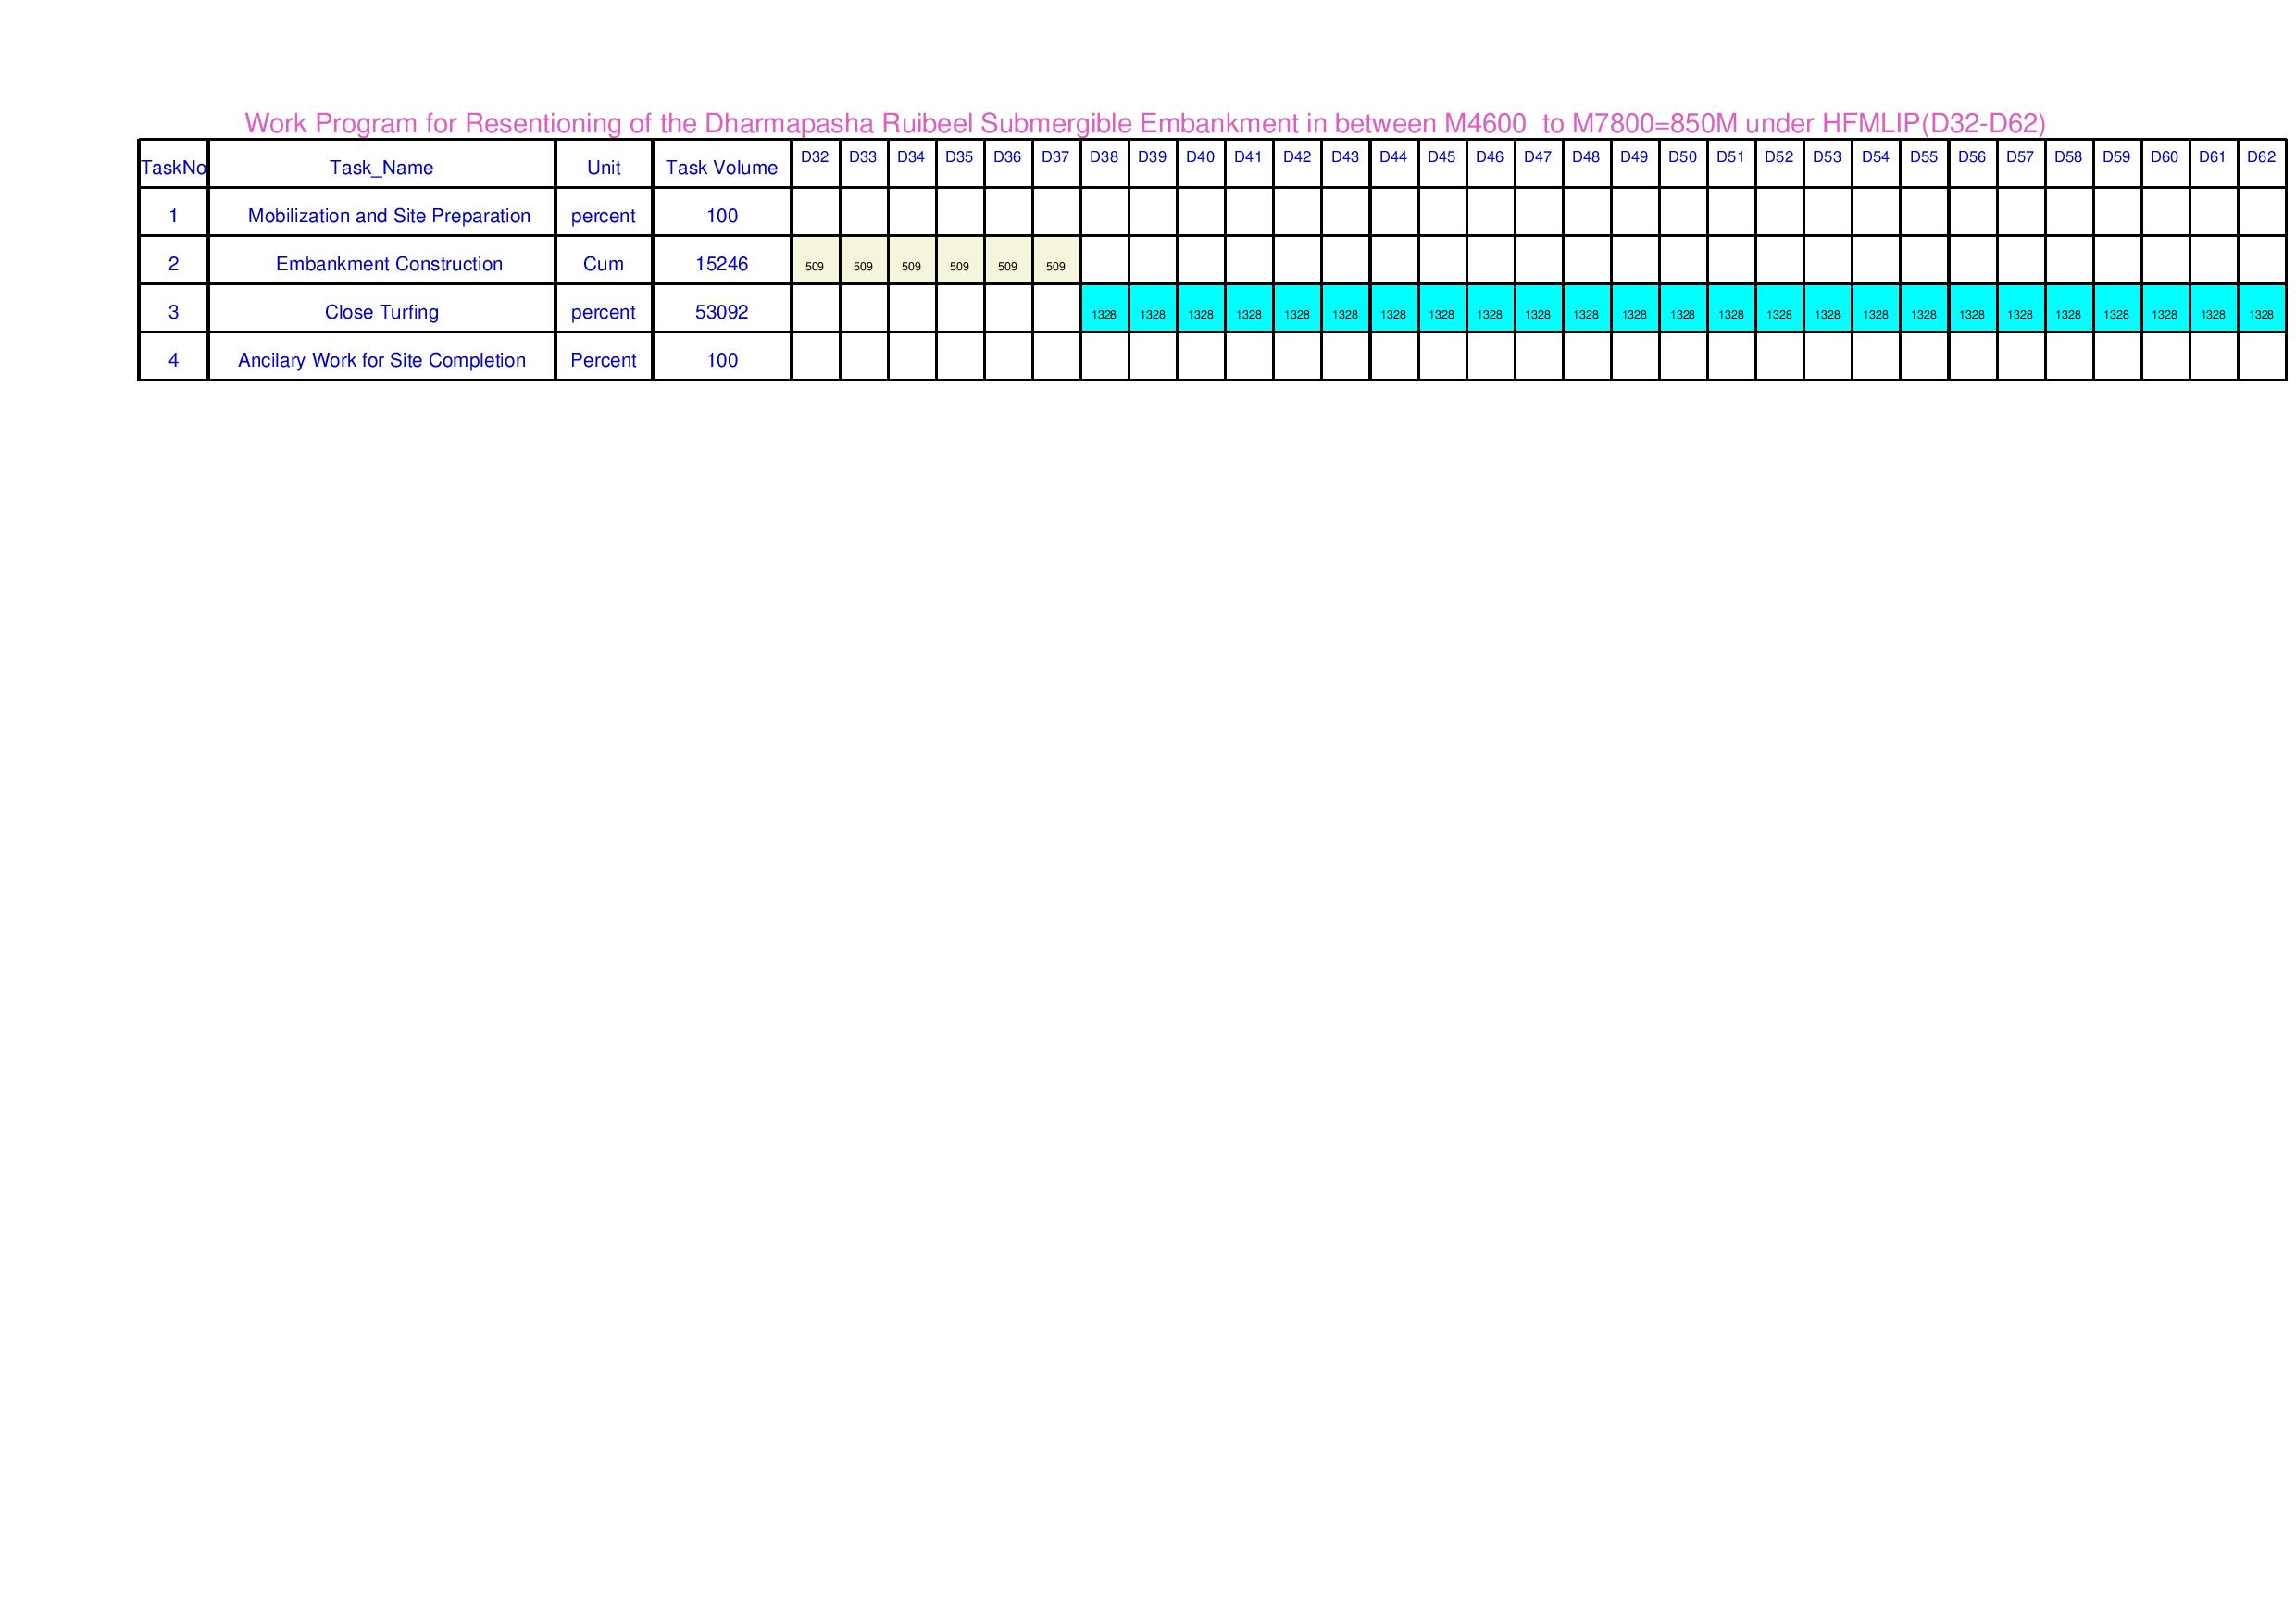 Work Program for Resentioning of the Dharmapasha Ruibeel Submergible Embankment in between M4600  to M7800=850M under HFMLIP(D32-D62)
TaskNo Task_Name Unit Task Volume D32 D33 D34 D35 D36 D37 D38 D39 D40 D41 D42 D43 D44 D45 D46 D47 D48 D49 D50 D51 D52 D53 D54 D55 D56 D57 D58 D59 D60 D61 D62
1 Mobilization and Site Preparation percent 100
2 Embankment Construction Cum 15246 509 509 509 509 509 509
3 Close Turfing percent 53092 1328 1328 1328 1328 1328 1328 1328 1328 1328 1328 1328 1328 1328 1328 1328 1328 1328 1328 1328 1328 1328 1328 1328 1328 1328
4 Ancilary Work for Site Completion Percent 100